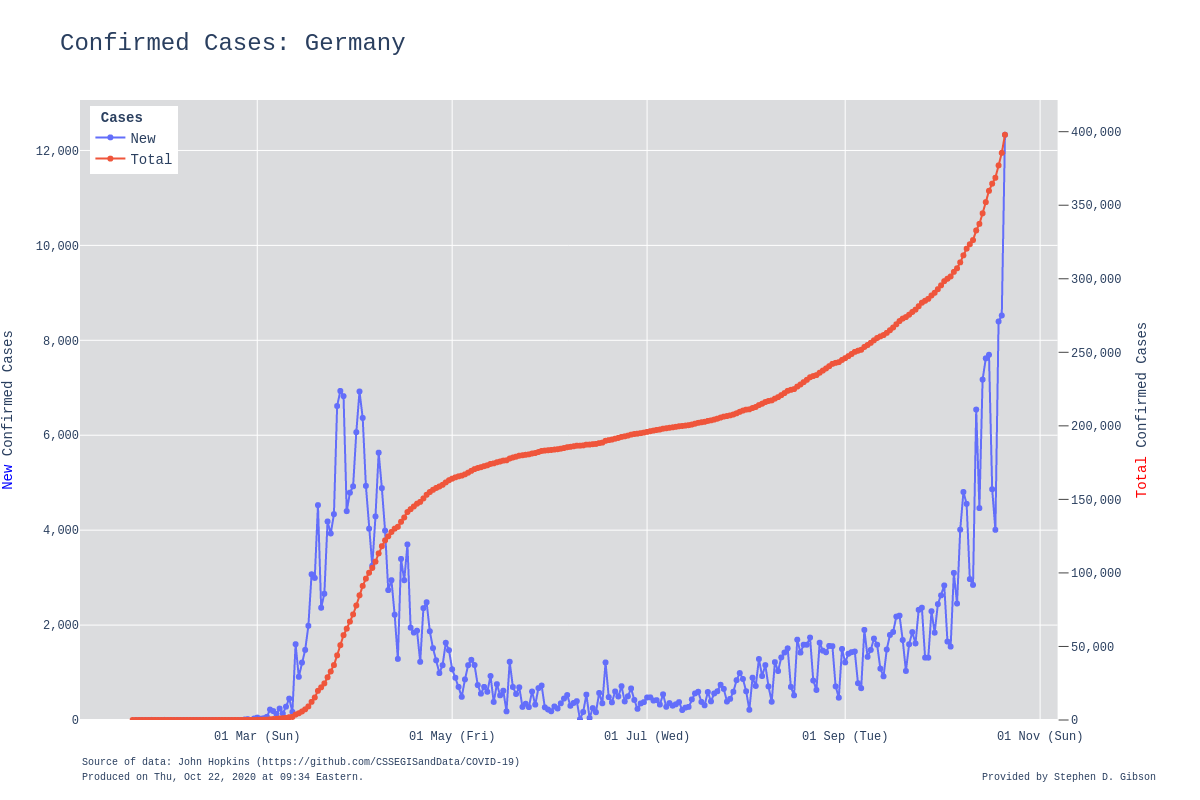 Confirmed Cases: Germany
Cases
New
Total
12,000
10,000
8,000
6,000
4,000
2,000
0
New Confirmed Cases
400,000
350,000
300,000
250,000
200,000
150,000
100,000
50,000
0
Total Confirmed Cases
01 Mar (Sun)
01 May (Fri)
01 Jul (Wed)
01 Sep (Tue)
01 Nov (Sun)
Source of data: John Hopkins (https://github.com/CSSEGISandData/COVID-19)
Produced on Thu, Oct 22, 2020 at 09:34 Eastern.
Provided by Stephen D. Gibson